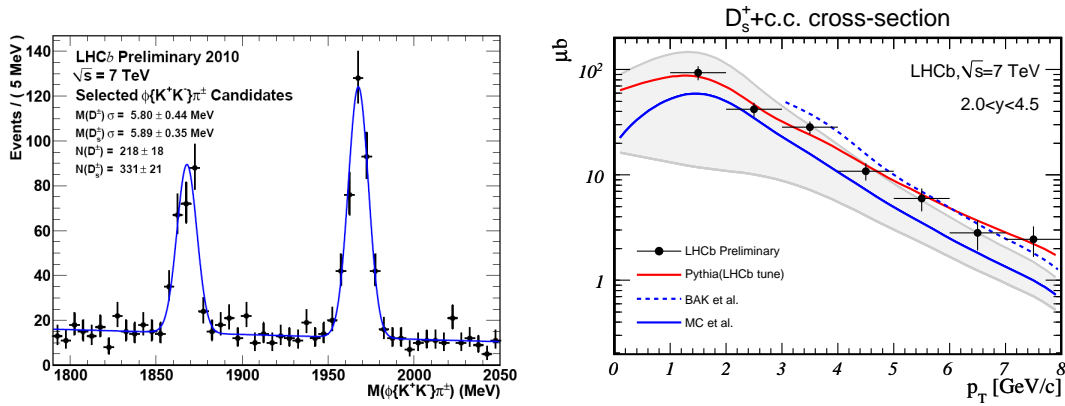 LHCb Preliminary 2010
√s = 7 TeV
Selected ϕ{K⁺K⁻}π± Candidates
M(D±) σ = 5.80 ± 0.44 MeV
M(Dₛ±) σ = 5.89 ± 0.35 MeV
N(D±) = 218 ± 18
N(Dₛ±) = 331 ± 21
Events / ( 5 MeV )
140
120
100
80
60
40
20
0
1800 1850 1900 1950 2000 2050
M(ϕ{K⁺K⁻}π±) (MeV)
Dₛ⁺+c.c. cross-section
μb
LHCb,√s=7 TeV
2.0<y<4.5
10²
10
1
LHCb Preliminary
Pythia(LHCb tune)
BAK et al.
MC et al.
0 1 2 3 4 5 6 7 8
p_T [GeV/c]